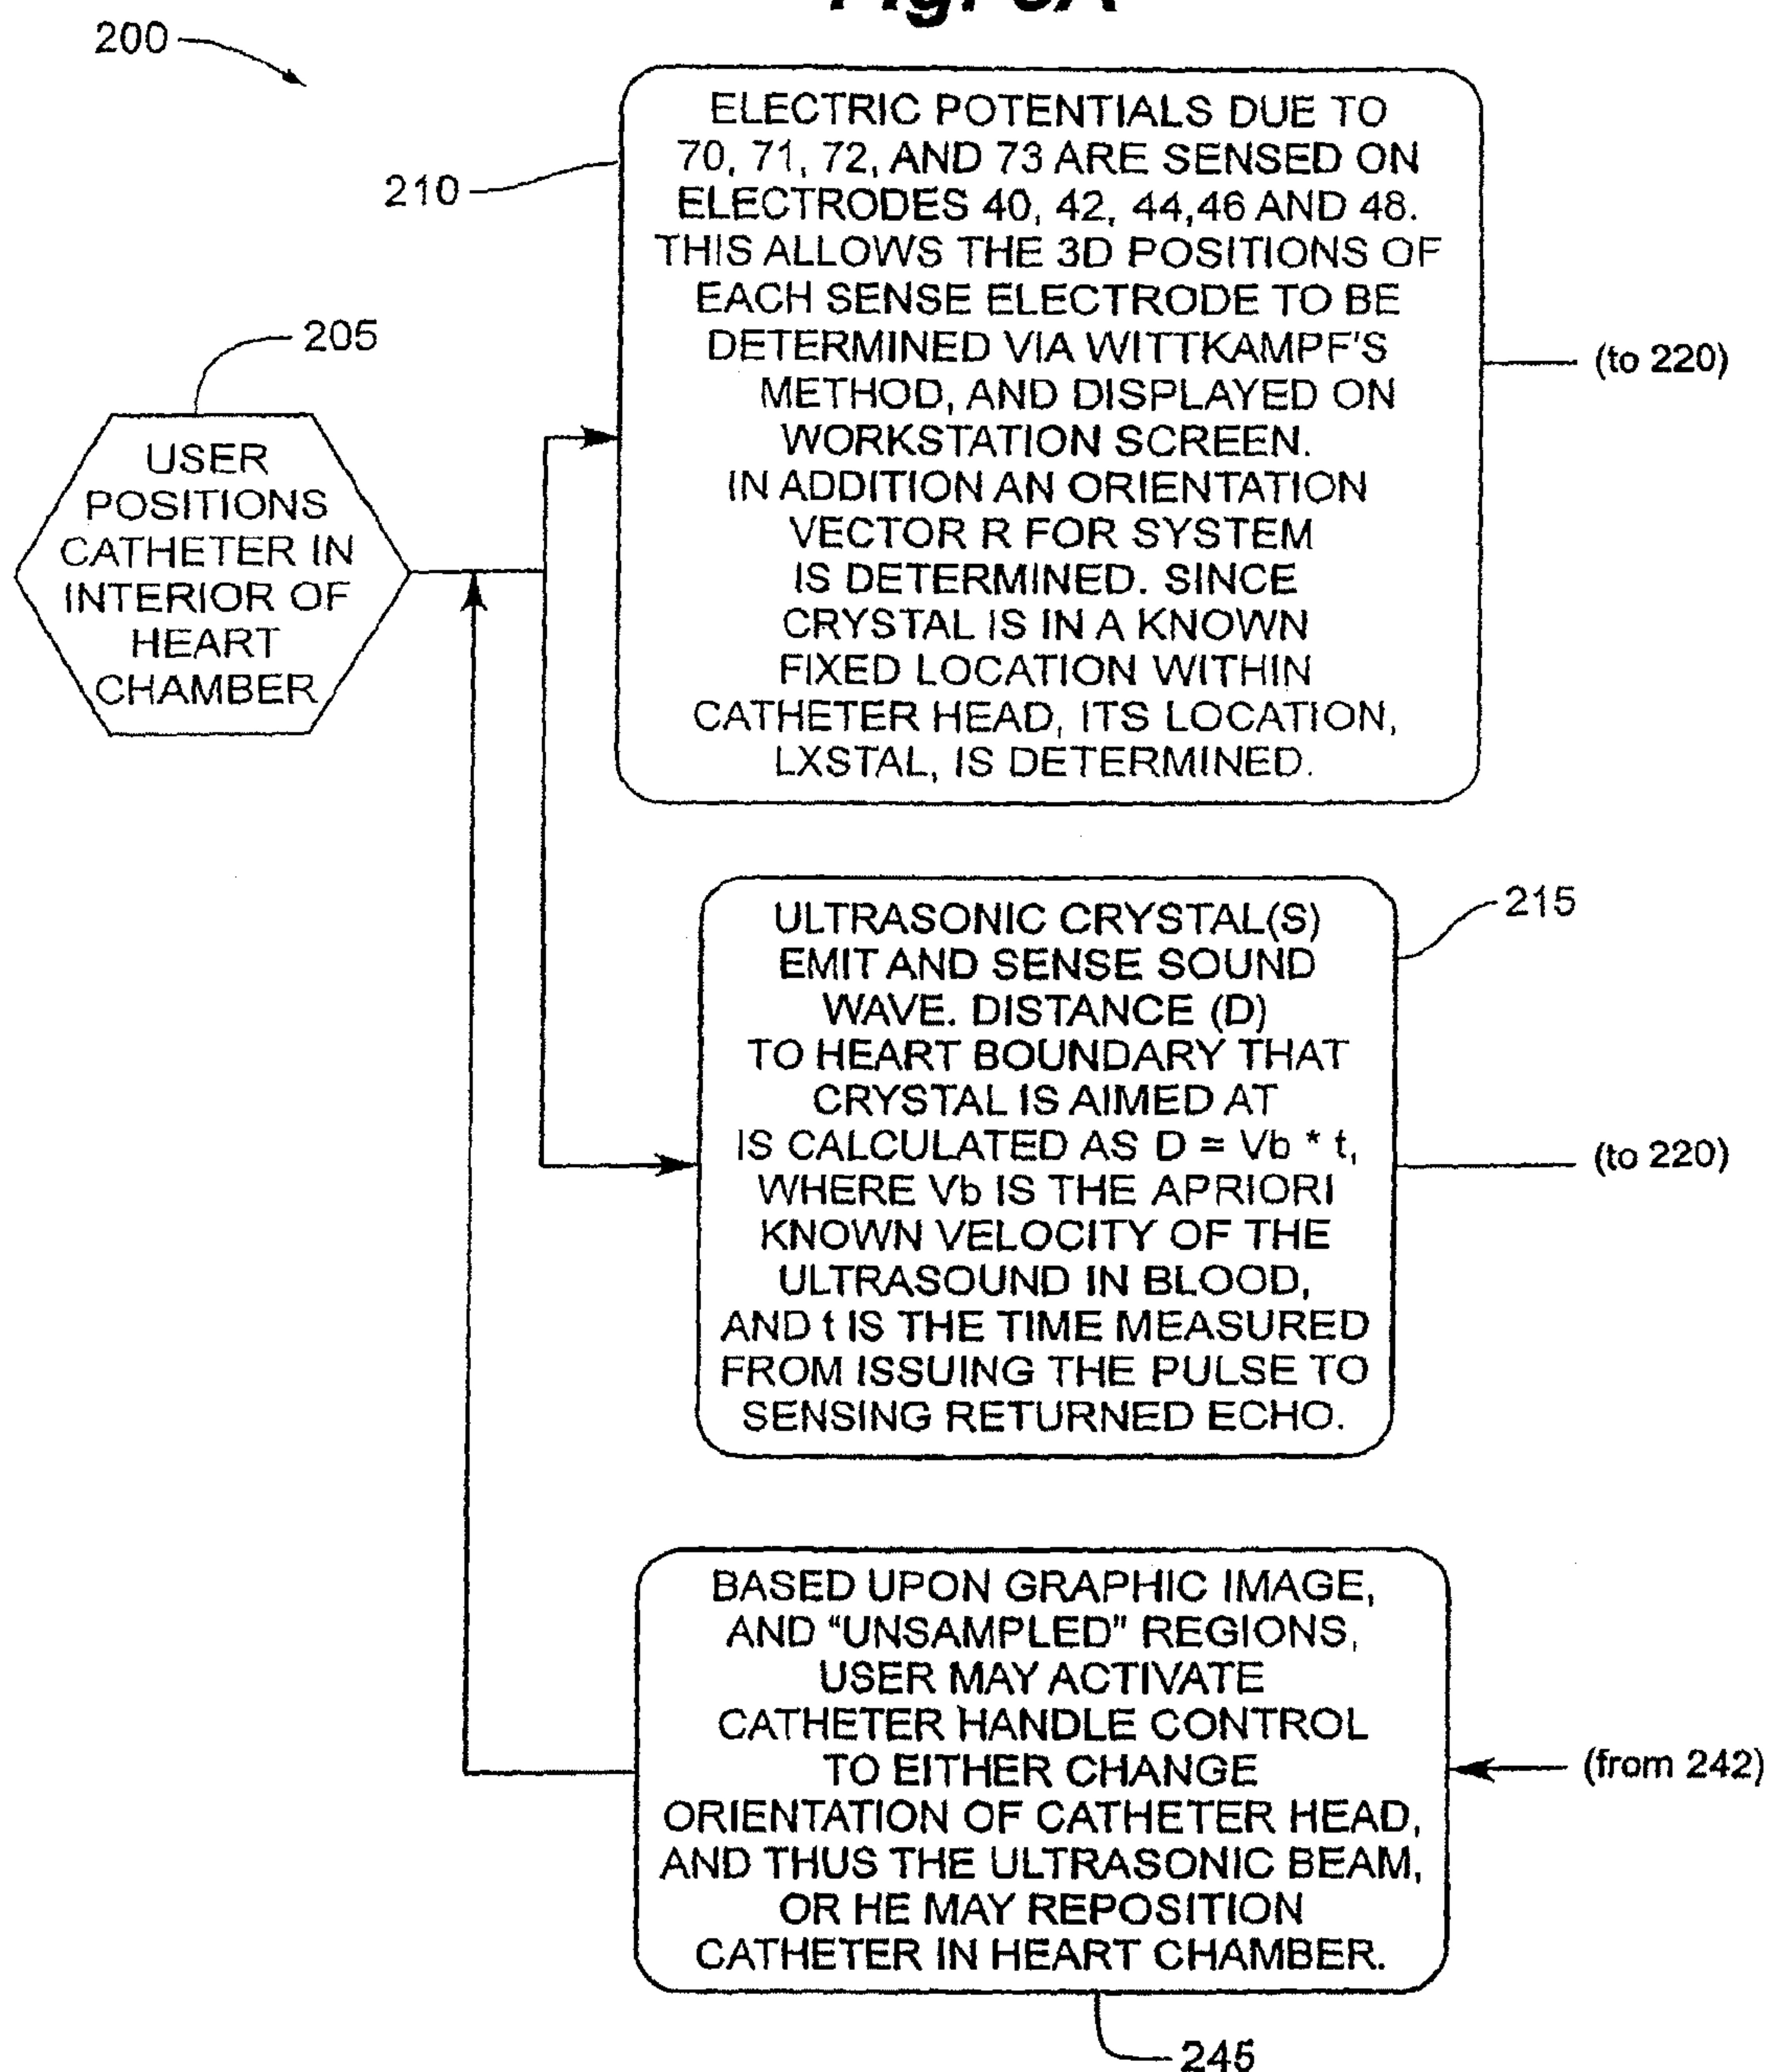 200
210
ELECTRIC POTENTIALS DUE TO
70, 71, 72, AND 73 ARE SENSED ON
ELECTRODES 40, 42, 44,46 AND 48.
THIS ALLOWS THE 3D POSITIONS OF
EACH SENSE ELECTRODE TO BE
DETERMINED VIA WITTKAMPF'S
METHOD, AND DISPLAYED ON
WORKSTATION SCREEN.
IN ADDITION AN ORIENTATION
VECTOR R FOR SYSTEM
IS DETERMINED. SINCE
CRYSTAL IS IN A KNOWN
FIXED LOCATION WITHIN
CATHETER HEAD, ITS LOCATION,
LXSTAL, IS DETERMINED.
(to 220)
205
USER
POSITIONS
CATHETER IN
INTERIOR OF
HEART
CHAMBER
215
ULTRASONIC CRYSTAL(S)
EMIT AND SENSE SOUND
WAVE. DISTANCE (D)
TO HEART BOUNDARY THAT
CRYSTAL IS AIMED AT
IS CALCULATED AS D = Vb * t,
WHERE Vb IS THE APRIORI
KNOWN VELOCITY OF THE
ULTRASOUND IN BLOOD,
AND t IS THE TIME MEASURED
FROM ISSUING THE PULSE TO
SENSING RETURNED ECHO.
(to 220)
BASED UPON GRAPHIC IMAGE,
AND “UNSAMPLED” REGIONS,
USER MAY ACTIVATE
CATHETER HANDLE CONTROL
TO EITHER CHANGE
ORIENTATION OF CATHETER HEAD,
AND THUS THE ULTRASONIC BEAM,
OR HE MAY REPOSITION
CATHETER IN HEART CHAMBER.
(from 242)
245